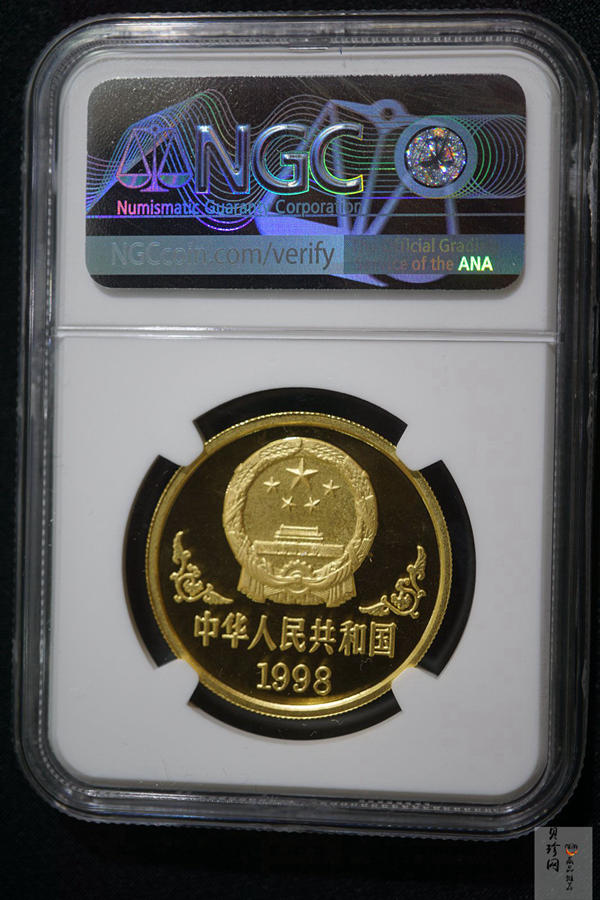 NGC
Numismatic Guaranty Corporation
NGCcoin.com/verify
The Official Grading
Service of the ANA
中华人民共和国
1998
贝珍网